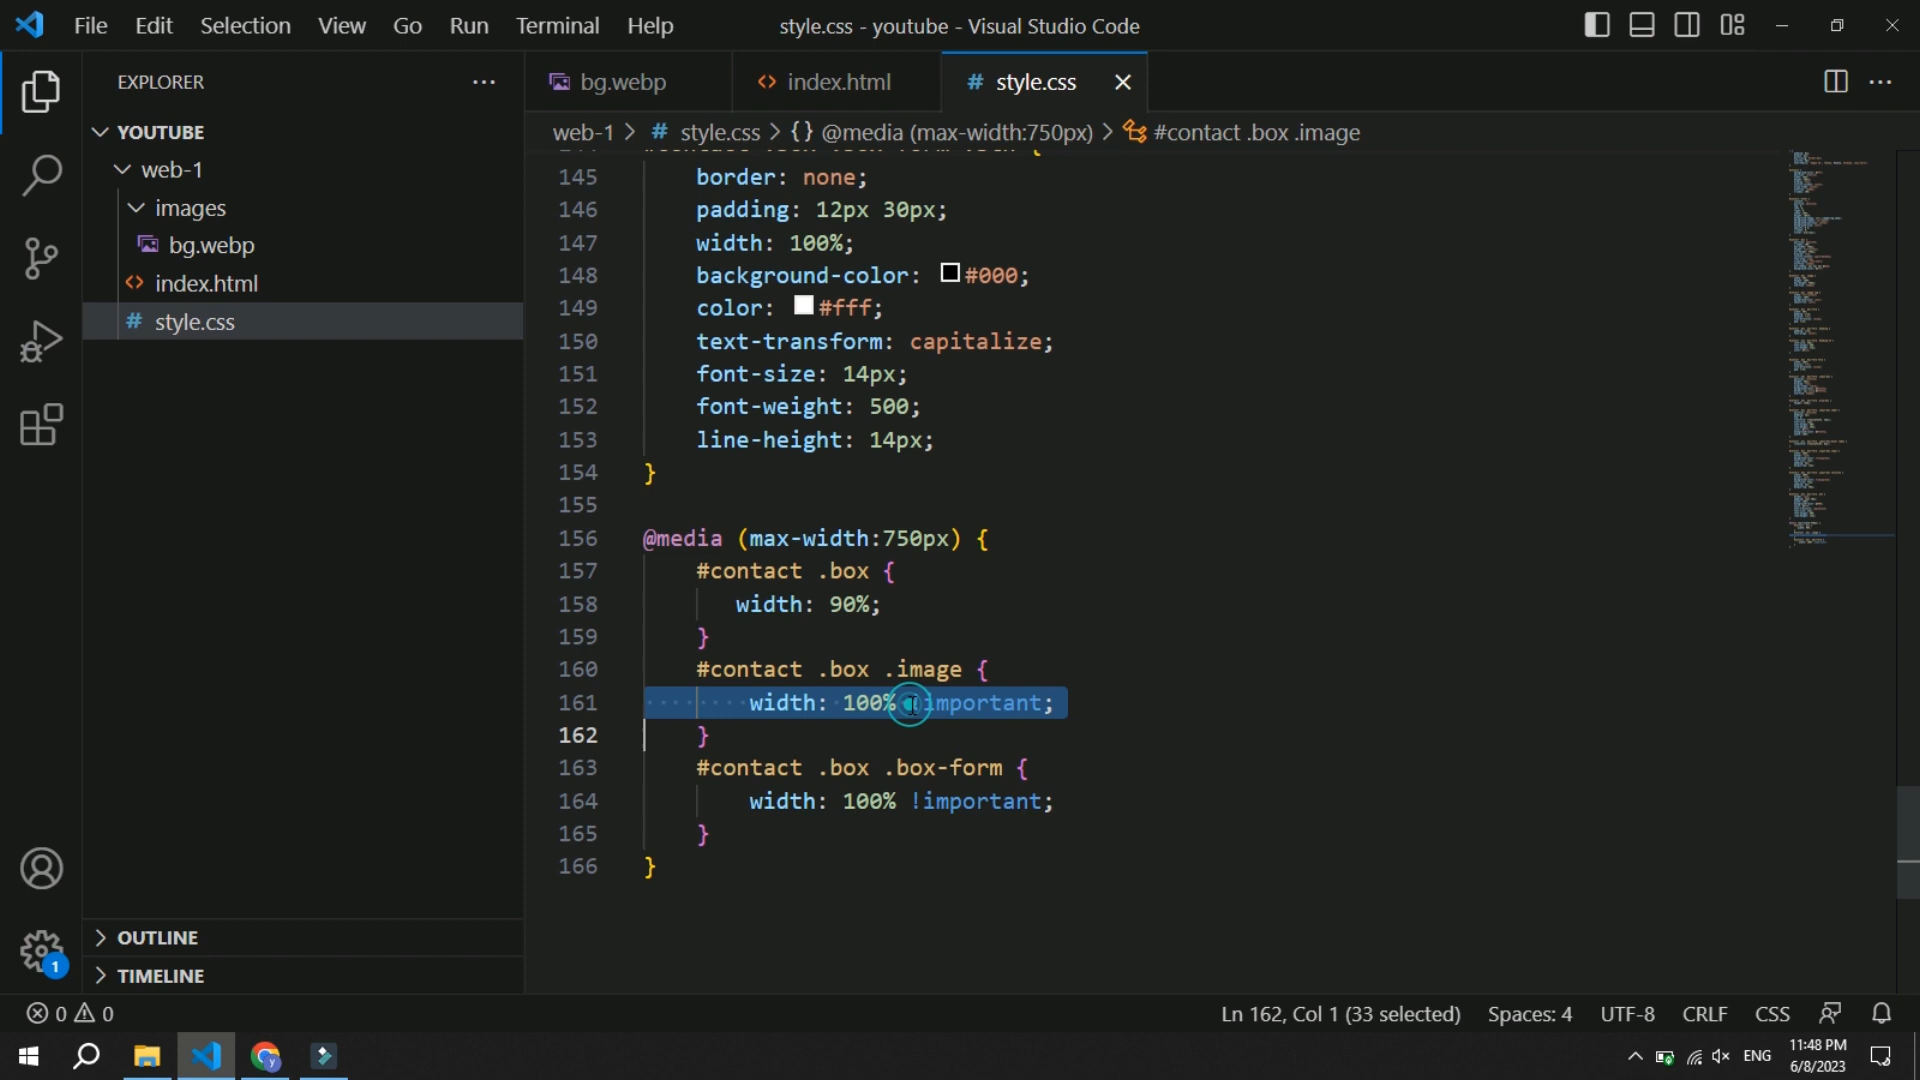 File Edit Selection View Go Run Terminal Help
style.css - youtube - Visual Studio Code
EXPLORER
YOUTUBE
web-1
images
bg.webp
index.html
style.css
OUTLINE
TIMELINE
bg.webp index.html # style.css
web-1 > # style.css > {} @media (max-width:750px) > #contact .box .image
145 border: none;
146 padding: 12px 30px;
147 width: 100%;
148 background-color: #000;
149 color: #fff;
150 text-transform: capitalize;
151 font-size: 14px;
152 font-weight: 500;
153 line-height: 14px;
154 }
155
156 @media (max-width:750px) {
157 #contact .box {
158 width: 90%;
159 }
160 #contact .box .image {
161 width: 100% !important;
162 }
163 #contact .box .box-form {
164 width: 100% !important;
165 }
166 }
1
0 0
Ln 162, Col 1 (33 selected) Spaces: 4 UTF-8 CRLF CSS
ENG
11:48 PM
6/8/2023